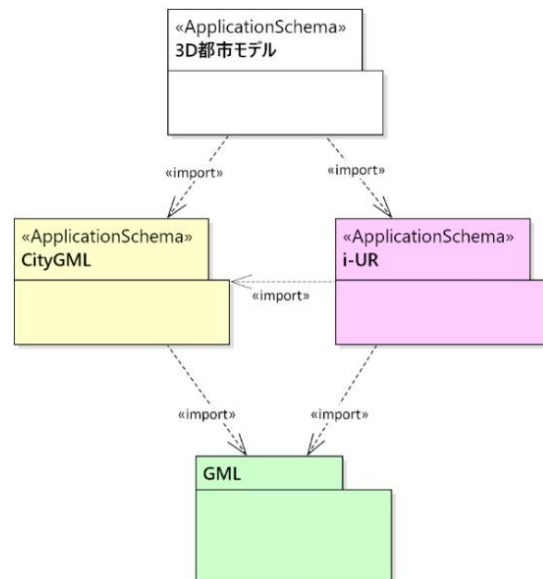 «ApplicationSchema»
3D都市モデル
«import»
«import»
«ApplicationSchema»
CityGML
«ApplicationSchema»
i-UR
«import»
«import»
«import»
GML